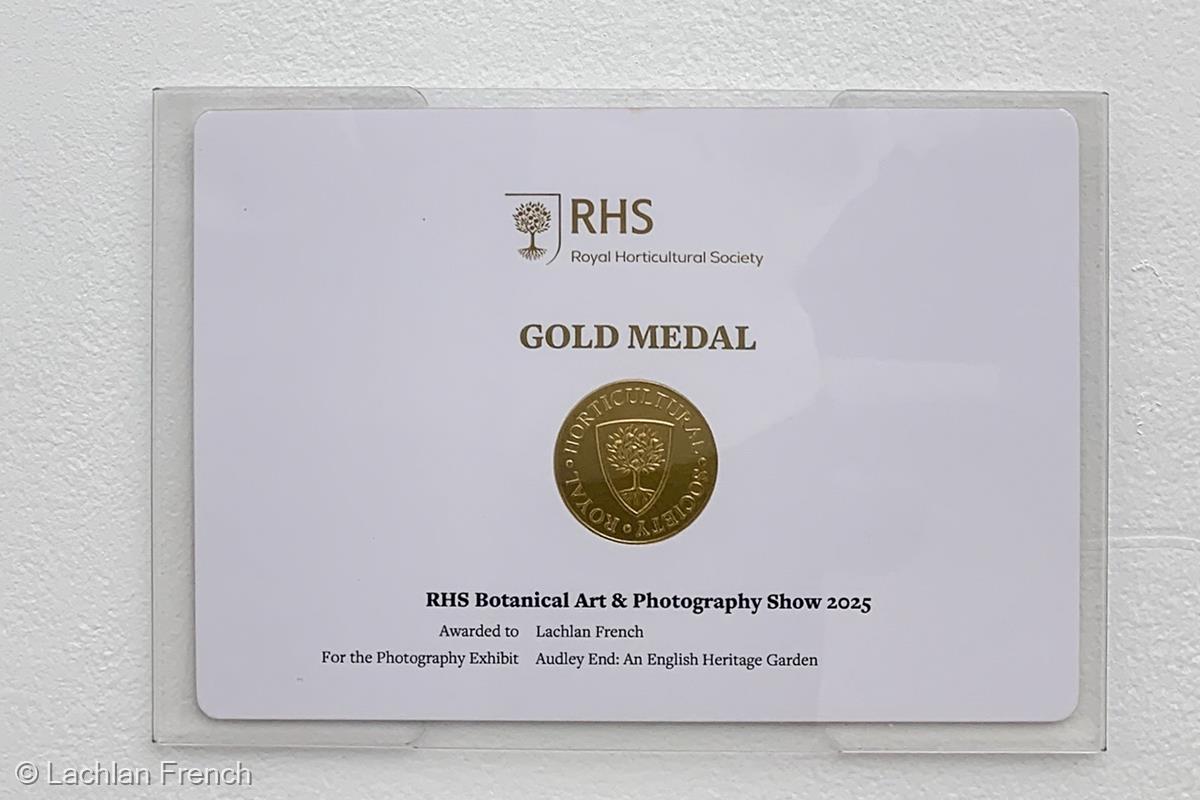 RHS
Royal Horticultural Society
GOLD MEDAL
ROYAL • HORTICULTURAL • SOCIETY •
RHS Botanical Art & Photography Show 2025
Awarded to Lachlan French
For the Photography Exhibit Audley End: An English Heritage Garden
© Lachlan French